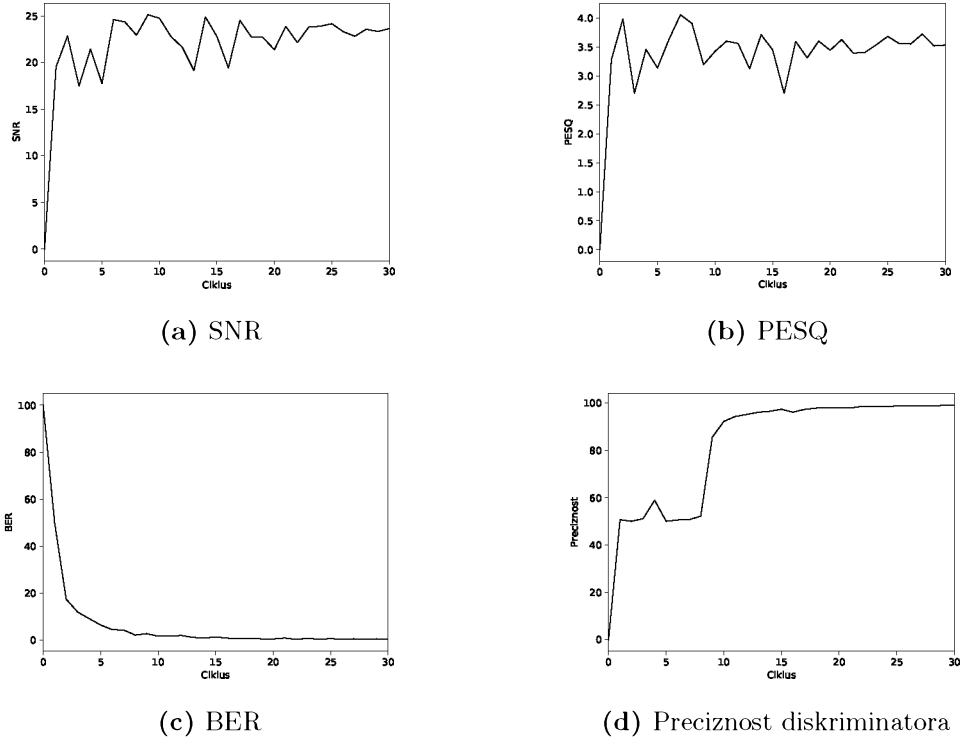 25
20
15
10
5
0
SNR
0 5 10 15 20 25 30
Ciklus
(a) SNR
4.0
3.5
3.0
2.5
2.0
1.5
1.0
0.5
0.0
PESQ
0 5 10 15 20 25 30
Ciklus
(b) PESQ
100
80
60
40
20
0
BER
0 5 10 15 20 25 30
Ciklus
(c) BER
100
80
60
40
20
0
Preciznost
0 5 10 15 20 25 30
Ciklus
(d) Preciznost diskriminatora